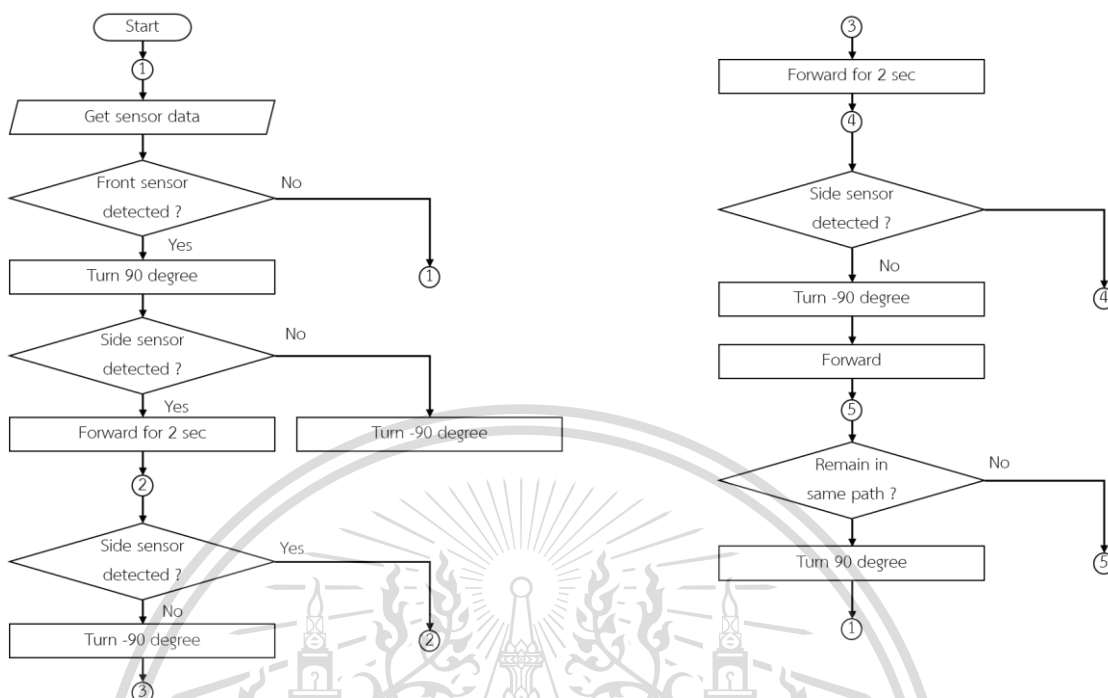 Start
1
Get sensor data
Front sensor
detected ?
No
Yes
1
Turn 90 degree
Side sensor
detected ?
No
Yes
Forward for 2 sec
Turn -90 degree
2
Side sensor
detected ?
Yes
No
2
Turn -90 degree
3
3
Forward for 2 sec
4
Side sensor
detected ?
No
4
Turn -90 degree
Forward
5
Remain in
same path ?
No
Turn 90 degree
5
1